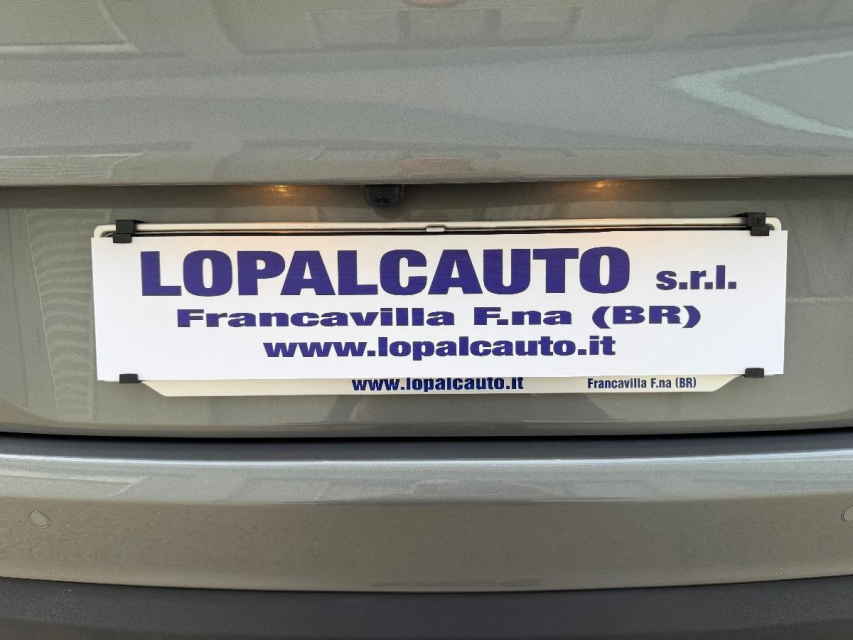 LOPALCAUTO s.r.l.
Francavilla F.na (BR)
www.lopalcauto.it
www.lopalcauto.it Francavilla F.na (BR)